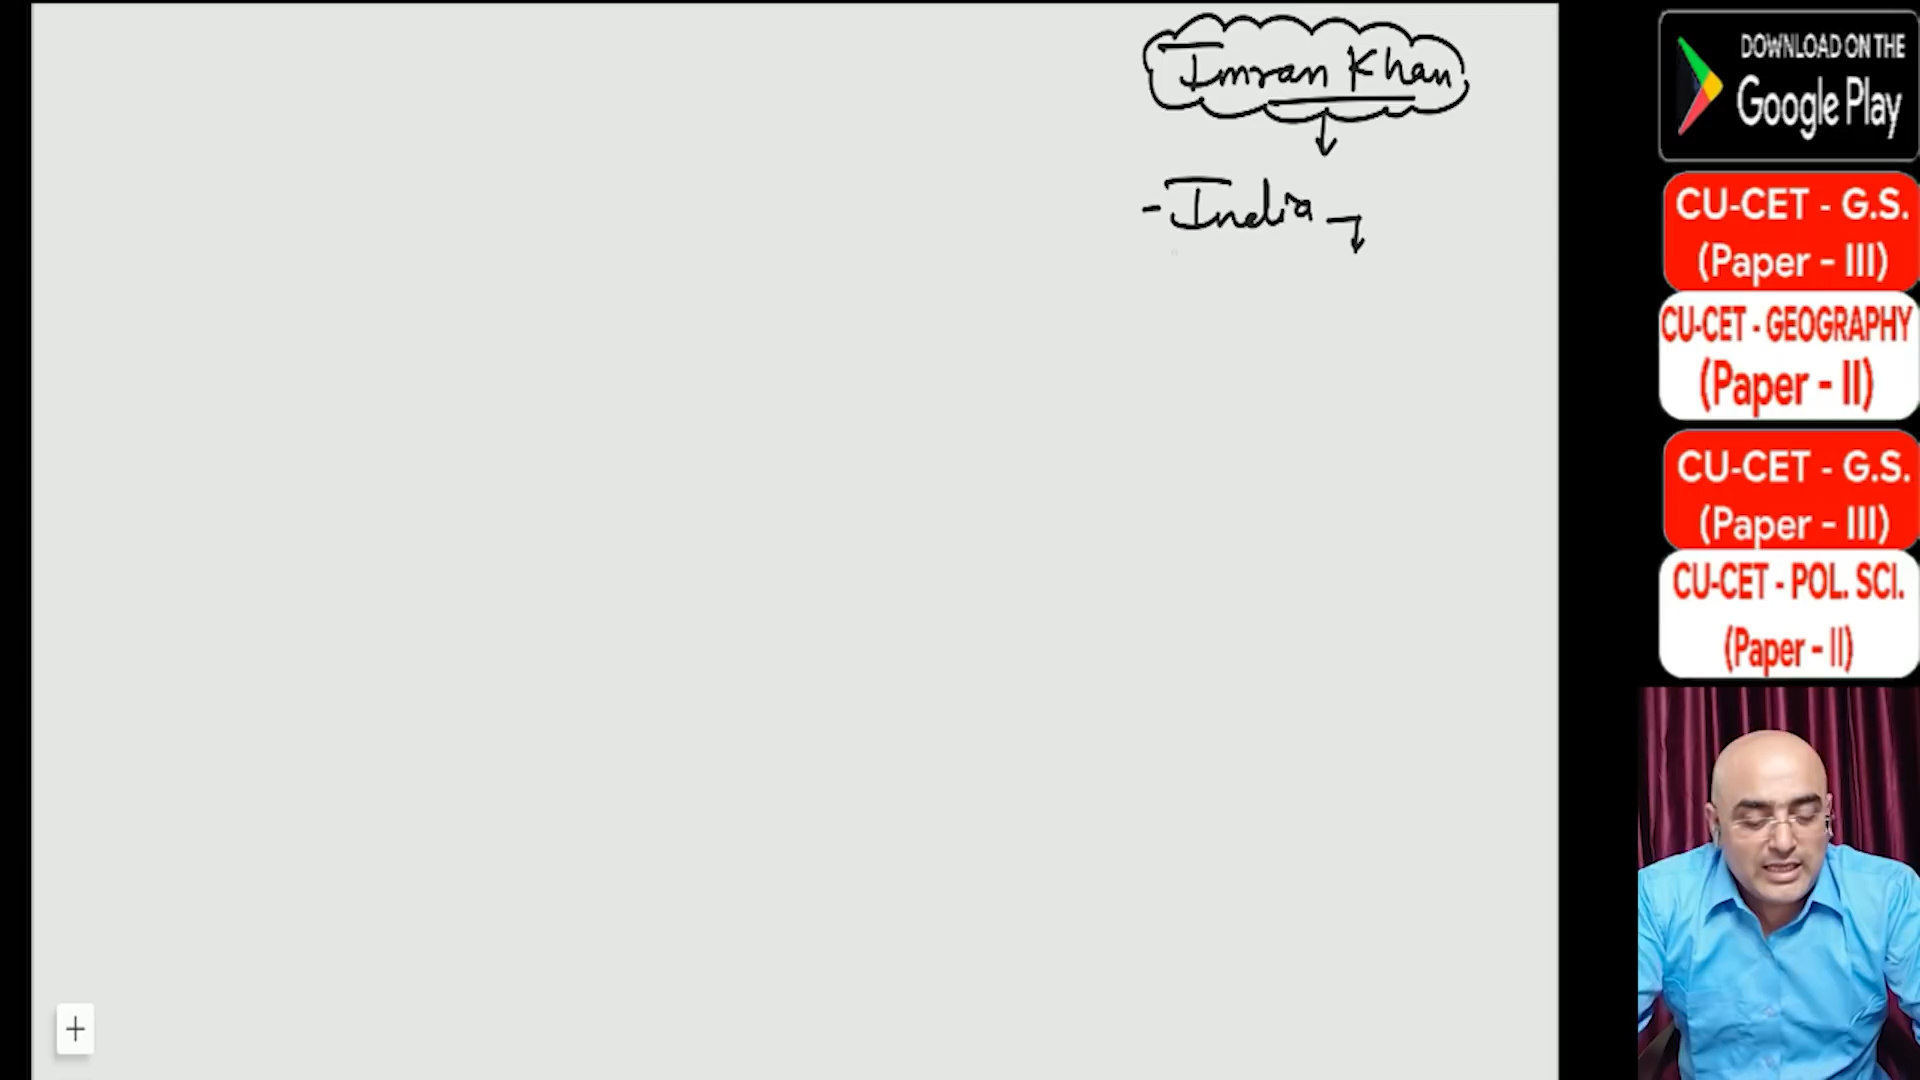 Imran Khan
- India
DOWNLOAD ON THE
Google Play
CU-CET - G.S.
(Paper - III)
CU-CET - GEOGRAPHY
(Paper - II)
CU-CET - G.S.
(Paper - III)
CU-CET - POL. SCI.
(Paper - II)
+